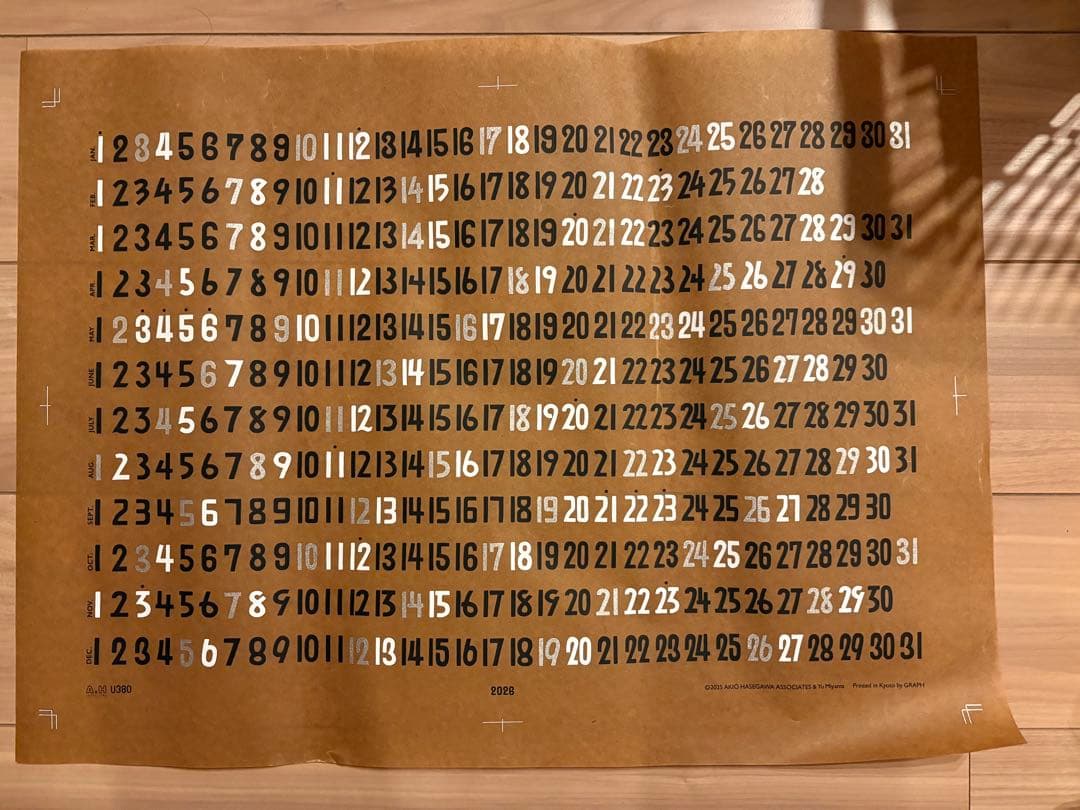 JAN. 1 2 3 4 5 6 7 8 9 10 11 12 13 14 15 16 17 18 19 20 21 22 23 24 25 26 27 28 29 30 31
FEB. 1 2 3 4 5 6 7 8 9 10 11 12 13 14 15 16 17 18 19 20 21 22 23 24 25 26 27 28
MAR. 1 2 3 4 5 6 7 8 9 10 11 12 13 14 15 16 17 18 19 20 21 22 23 24 25 26 27 28 29 30 31
APR. 1 2 3 4 5 6 7 8 9 10 11 12 13 14 15 16 17 18 19 20 21 22 23 24 25 26 27 28 29 30
MAY 1 2 3 4 5 6 7 8 9 10 11 12 13 14 15 16 17 18 19 20 21 22 23 24 25 26 27 28 29 30 31
JUNE 1 2 3 4 5 6 7 8 9 10 11 12 13 14 15 16 17 18 19 20 21 22 23 24 25 26 27 28 29 30
JULY 1 2 3 4 5 6 7 8 9 10 11 12 13 14 15 16 17 18 19 20 21 22 23 24 25 26 27 28 29 30 31
AUG. 1 2 3 4 5 6 7 8 9 10 11 12 13 14 15 16 17 18 19 20 21 22 23 24 25 26 27 28 29 30 31
SEPT. 1 2 3 4 5 6 7 8 9 10 11 12 13 14 15 16 17 18 19 20 21 22 23 24 25 26 27 28 29 30
OCT. 1 2 3 4 5 6 7 8 9 10 11 12 13 14 15 16 17 18 19 20 21 22 23 24 25 26 27 28 29 30 31
NOV. 1 2 3 4 5 6 7 8 9 10 11 12 13 14 15 16 17 18 19 20 21 22 23 24 25 26 27 28 29 30
DEC. 1 2 3 4 5 6 7 8 9 10 11 12 13 14 15 16 17 18 19 20 21 22 23 24 25 26 27 28 29 30 31
A.H U380 2026 ©2025 AKIO HASEGAWA ASSOCIATES & Yu Miyama Printed in Kyoto by GRAPH